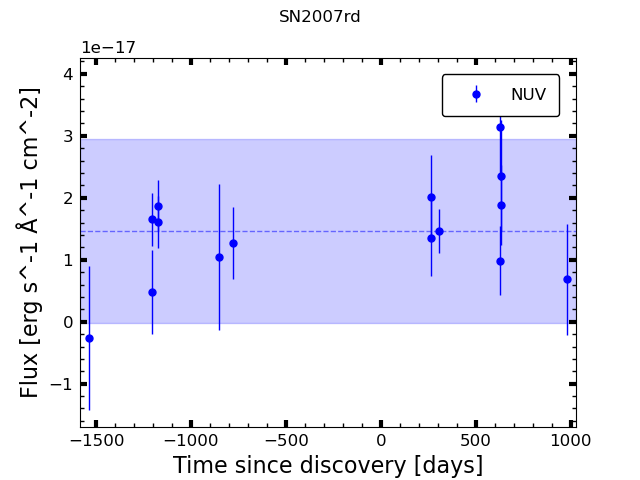 SN2007rd
1e−17
NUV
4
3
2
1
0
−1
Flux [erg s^-1 Å^-1 cm^-2]
−1500 −1000 −500 0 500 1000
Time since discovery [days]